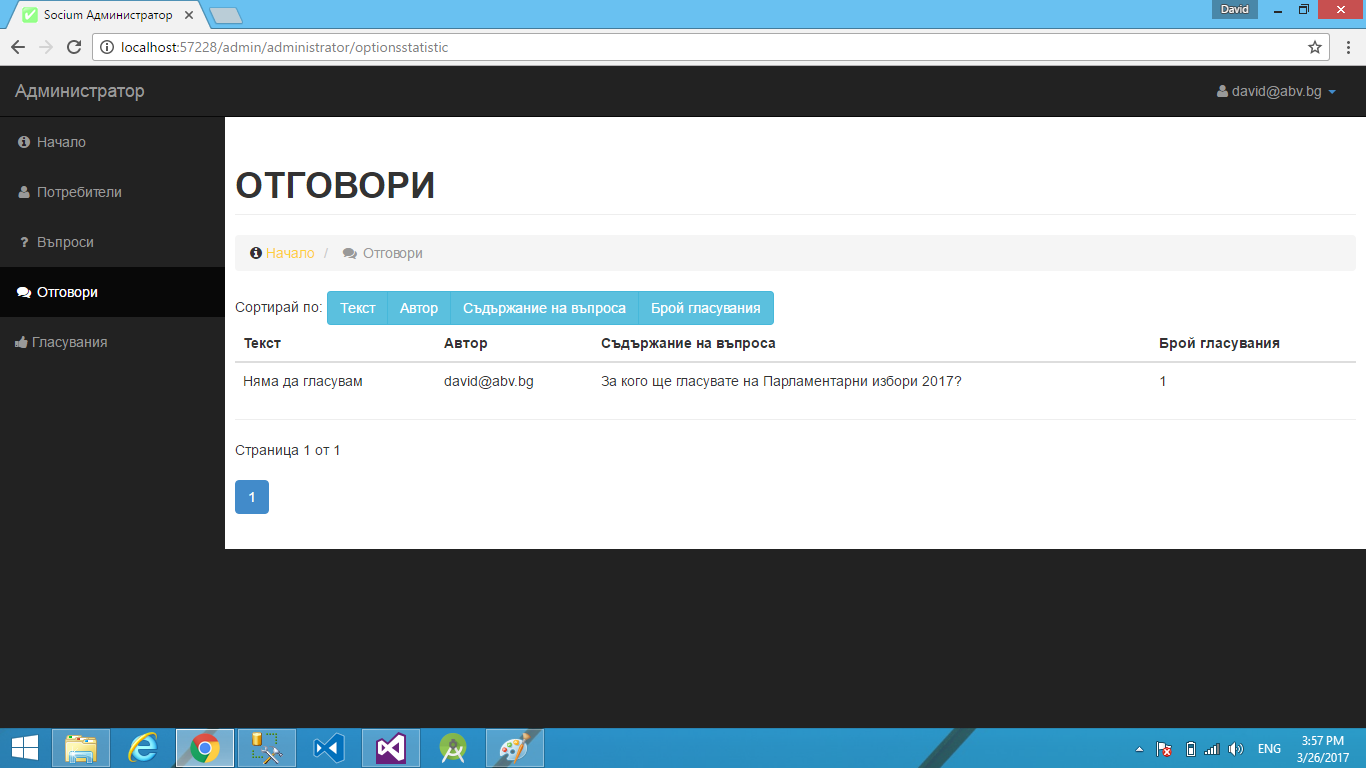 Socium Администратор
David
localhost:57228/admin/administrator/optionsstatistic
Администратор
david@abv.bg
Начало
Потребители
? Въпроси
Отговори
Гласувания
ОТГОВОРИ
Начало / Отговори
Сортирай по: Текст Автор Съдържание на въпроса Брой гласувания
Текст Автор Съдържание на въпроса Брой гласувания
Няма да гласувам david@abv.bg За кого ще гласувате на Парламентарни избори 2017? 1
Страница 1 от 1
1
ENG
3:57 PM
3/26/2017